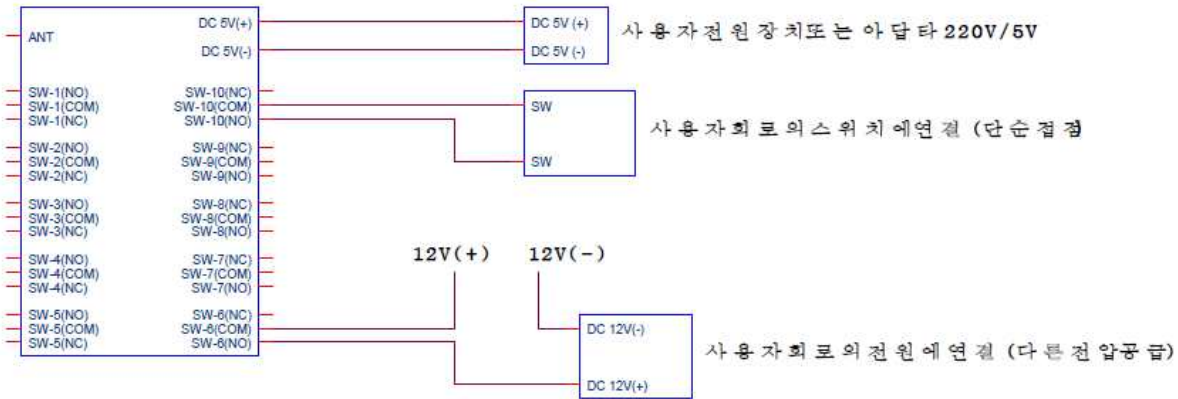 DC 5V(+)
ANT
DC 5V(-)
SW-1(NO)
SW-1(COM)
SW-1(NC)
SW-2(NO)
SW-2(COM)
SW-2(NC)
SW-3(NO)
SW-3(COM)
SW-3(NC)
SW-4(NO)
SW-4(COM)
SW-4(NC)
SW-5(NO)
SW-5(COM)
SW-5(NC)
SW-10(NC)
SW-10(COM)
SW-10(NO)
SW-9(NC)
SW-9(COM)
SW-9(NO)
SW-8(NC)
SW-8(COM)
SW-8(NO)
SW-7(NC)
SW-7(COM)
SW-7(NO)
SW-6(NC)
SW-6(COM)
SW-6(NO)
DC 5V (+)
DC 5V (-)
사용자전원장치또는 아답타 220V/5V
SW
SW
사용자회로의스위치에연결 (단순접점
12V(+) 12V(-)
DC 12V(-)
DC 12V(+)
사용자회로의전원에연결 (다른전압공급)